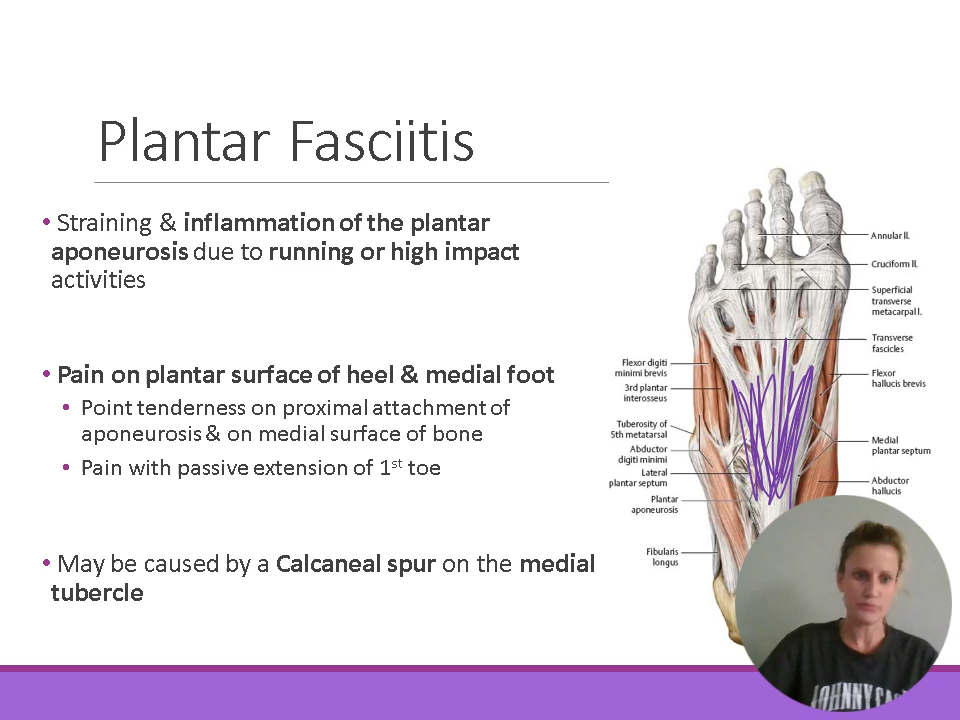 Plantar Fasciitis
• Straining & inflammation of the plantar
aponeurosis due to running or high impact
activities
• Pain on plantar surface of heel & medial foot
• Point tenderness on proximal attachment of
aponeurosis & on medial surface of bone
• Pain with passive extension of 1st toe
• May be caused by a Calcaneal spur on the medial
tubercle
Annular ll.
Cruciform ll.
Superficial
transverse
metacarpal l.
Transverse
fascicles
Flexor
hallucis brevis
Medial
plantar septum
Abductor
hallucis
Flexor digiti
minimi brevis
3rd plantar
interosseus
Tuberosity of
5th metatarsal
Abductor
digiti minimi
Lateral
plantar septum
Plantar
aponeurosis
Fibularis
longus
JOHNNY CASH